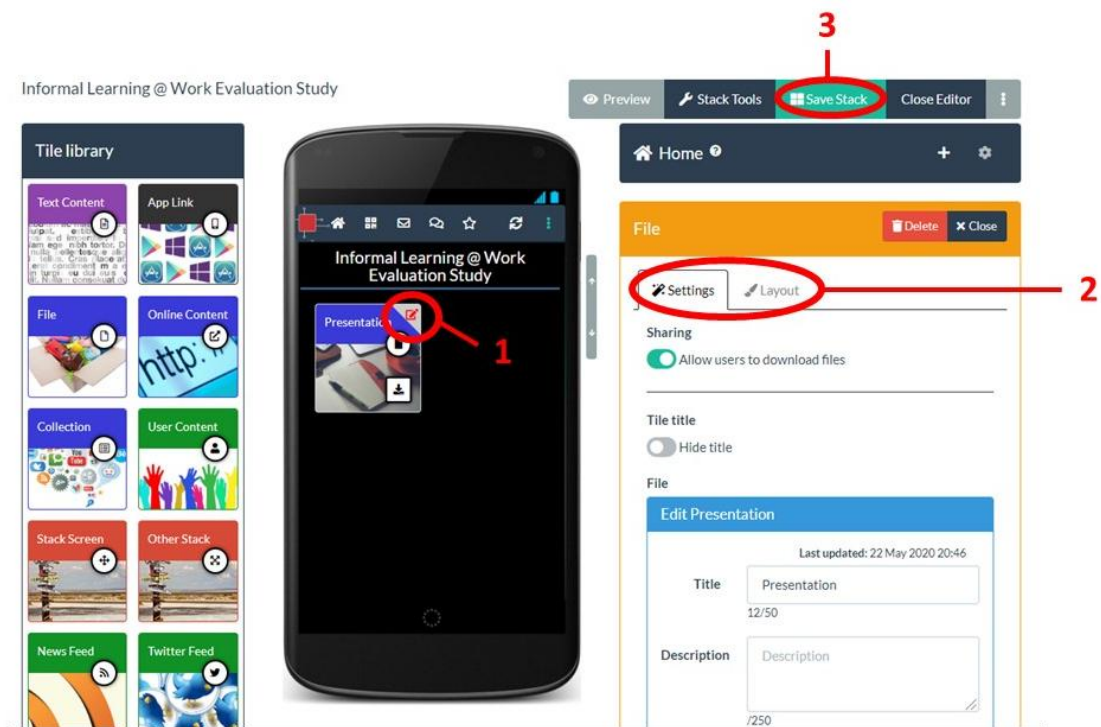 3
Informal Learning @ Work Evaluation Study
Preview
Stack Tools
Save Stack
Close Editor
Tile library
Text Content
App Link
File
Online Content
http:
Collection
You
Tube
User Content
Stack Screen
Other Stack
News Feed
Twitter Feed
Informal Learning @ Work
Evaluation Study
Presentation
1
Home ?
+
File
Delete
× Close
Settings
Layout
2
Sharing
Allow users to download files
Tile title
Hide title
File
Edit Presentation
Last updated: 22 May 2020 20:46
Title
Presentation
12/50
Description
Description
/250